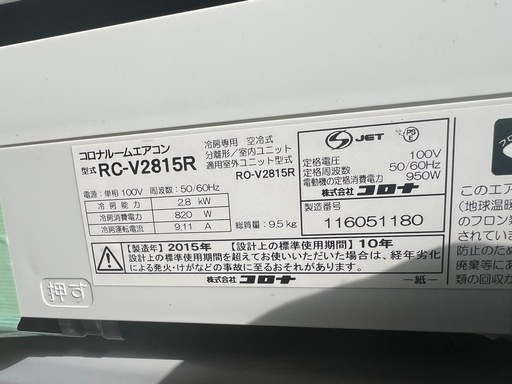 コロナルームエアコン
型式 RC-V2815R
冷房専用 空冷式
分離形／室内ユニット
適用室外ユニット型式
RO-V2815R
電源：単相 100V 周波数：50/60Hz
冷房能力 2.8 kW
冷房消費電力 820 W
冷房運転電流 9.11 A
総質量：9.5kg
S JET PS E
定格電圧 100V
定格周波数 50/60Hz
電動機の定格消費電力 950W
株式会社 コロナ
製造番号
116051180
【製造年】2015年 【設計上の標準使用期間】10年
設計上の標準使用期間を超えてお使いいただいた場合は、経年劣化
による発火・けがなどの事故に至るおそれがあります。
株式会社 コロナ
―紙―
押す
このエア
（地球温暖
のフロン類
防止のため
廃棄等にあ
類の回収が